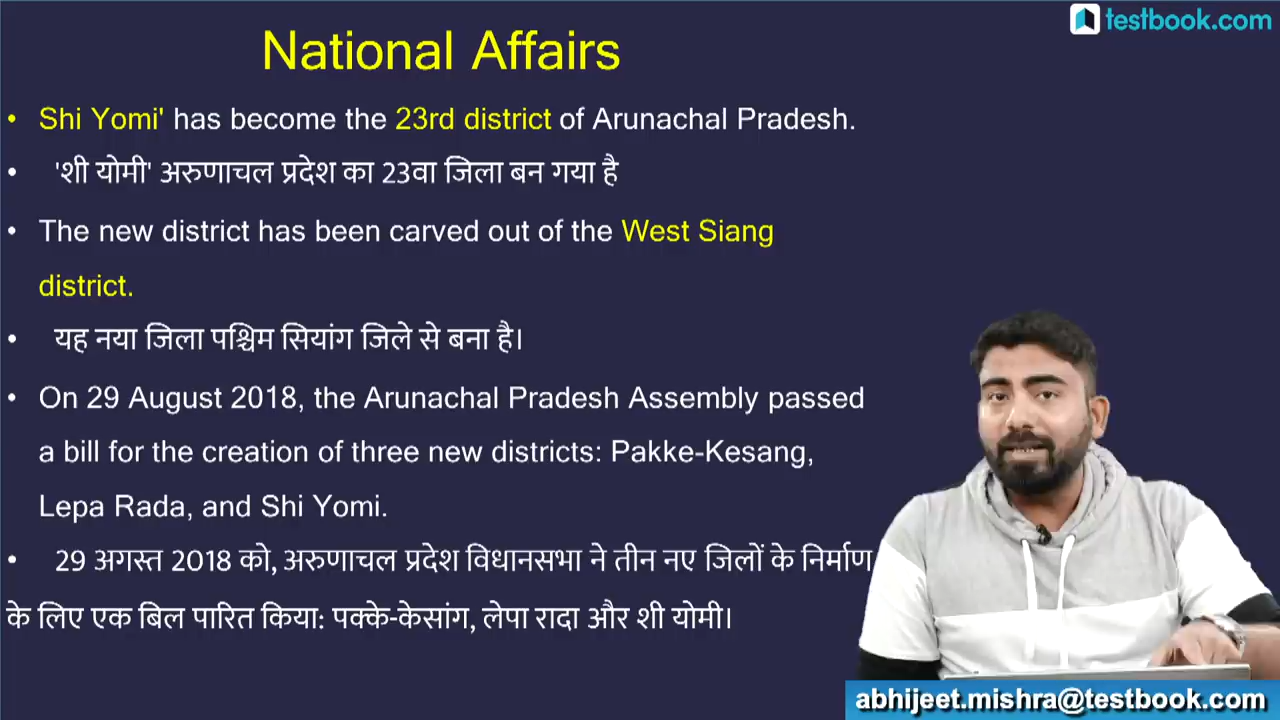 testbook.com
National Affairs
• Shi Yomi' has become the 23rd district of Arunachal Pradesh.
• 'शी योमी' अरुणाचल प्रदेश का 23वा जिला बन गया है
• The new district has been carved out of the West Siang
district.
• यह नया जिला पश्चिम सियांग जिले से बना है।
• On 29 August 2018, the Arunachal Pradesh Assembly passed
a bill for the creation of three new districts: Pakke-Kesang,
Lepa Rada, and Shi Yomi.
• 29 अगस्त 2018 को, अरुणाचल प्रदेश विधानसभा ने तीन नए जिलों के निर्माण
के लिए एक बिल पारित किया: पक्के-केसांग, लेपा रादा और शी योमी।
abhijeet.mishra@testbook.com